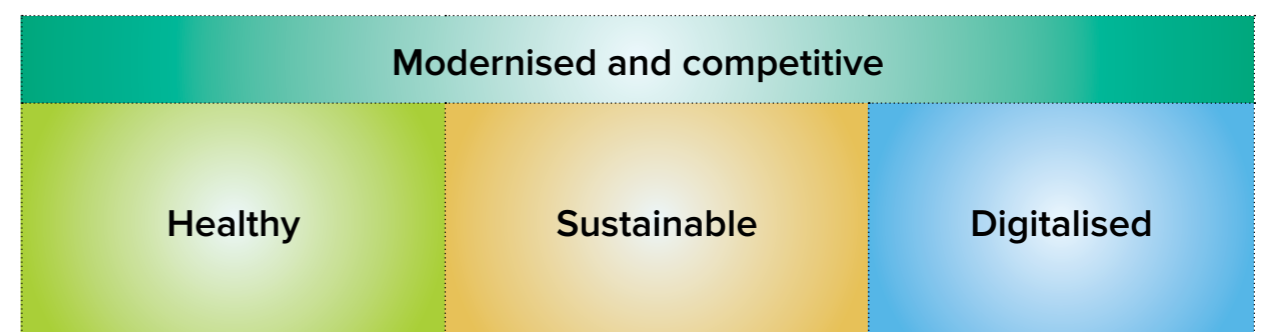 Modernised and competitive
Healthy
Sustainable
Digitalised